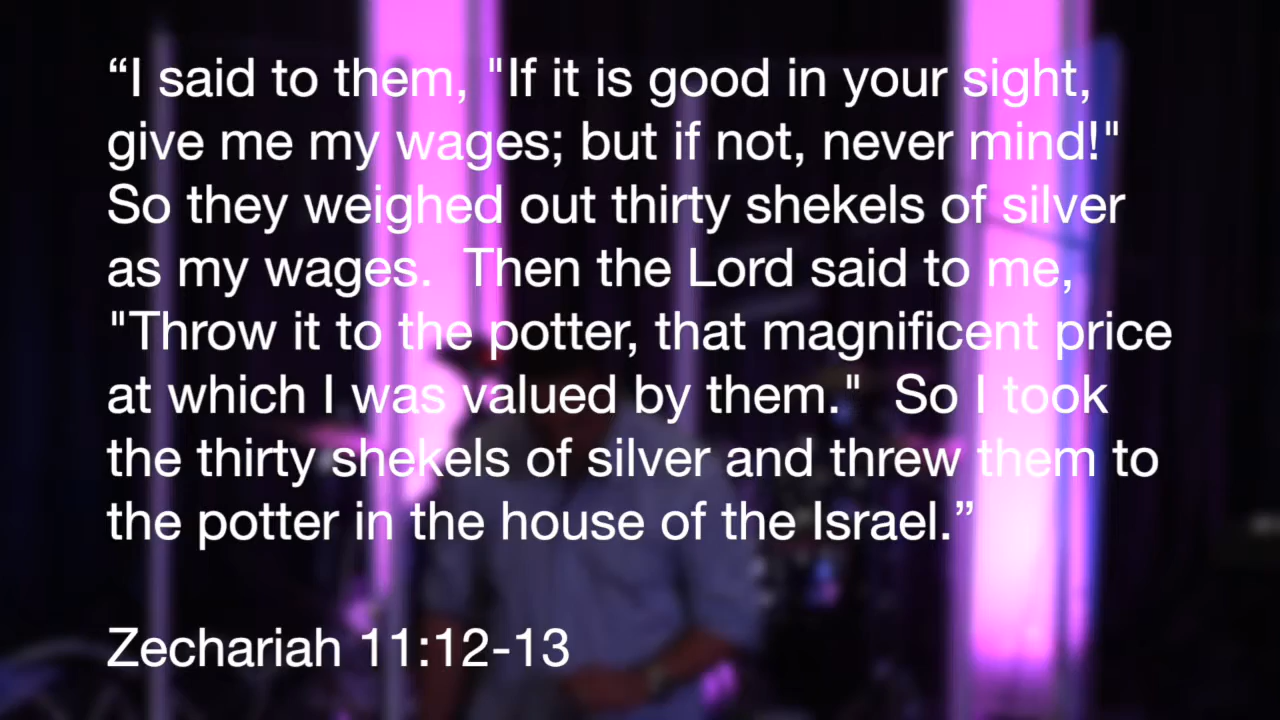 “I said to them, "If it is good in your sight,
give me my wages; but if not, never mind!"
So they weighed out thirty shekels of silver
as my wages.  Then the Lord said to me,
"Throw it to the potter, that magnificent price
at which I was valued by them."  So I took
the thirty shekels of silver and threw them to
the potter in the house of the Israel.”
Zechariah 11:12-13